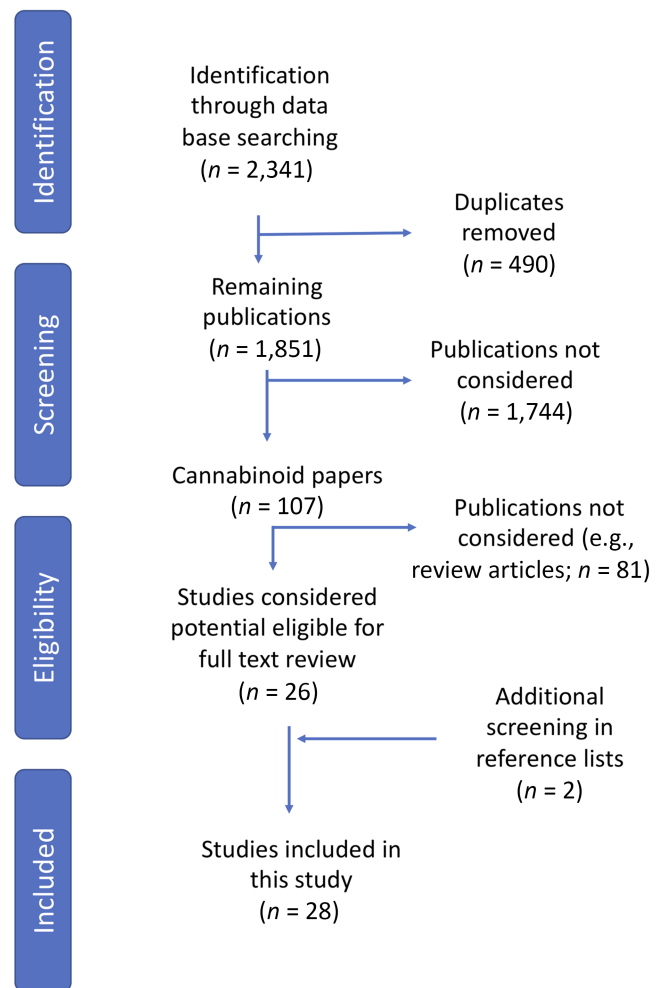 Identification
Identification
through data
base searching
(n = 2,341)
Duplicates
removed
(n = 490)
Screening
Remaining
publications
(n = 1,851)
Publications not
considered
(n = 1,744)
Cannabinoid papers
(n = 107)
Publications not
considered (e.g.,
review articles; n = 81)
Eligibility
Studies considered
potential eligible for
full text review
(n = 26)
Additional
screening in
reference lists
(n = 2)
Included
Studies included in
this study
(n = 28)